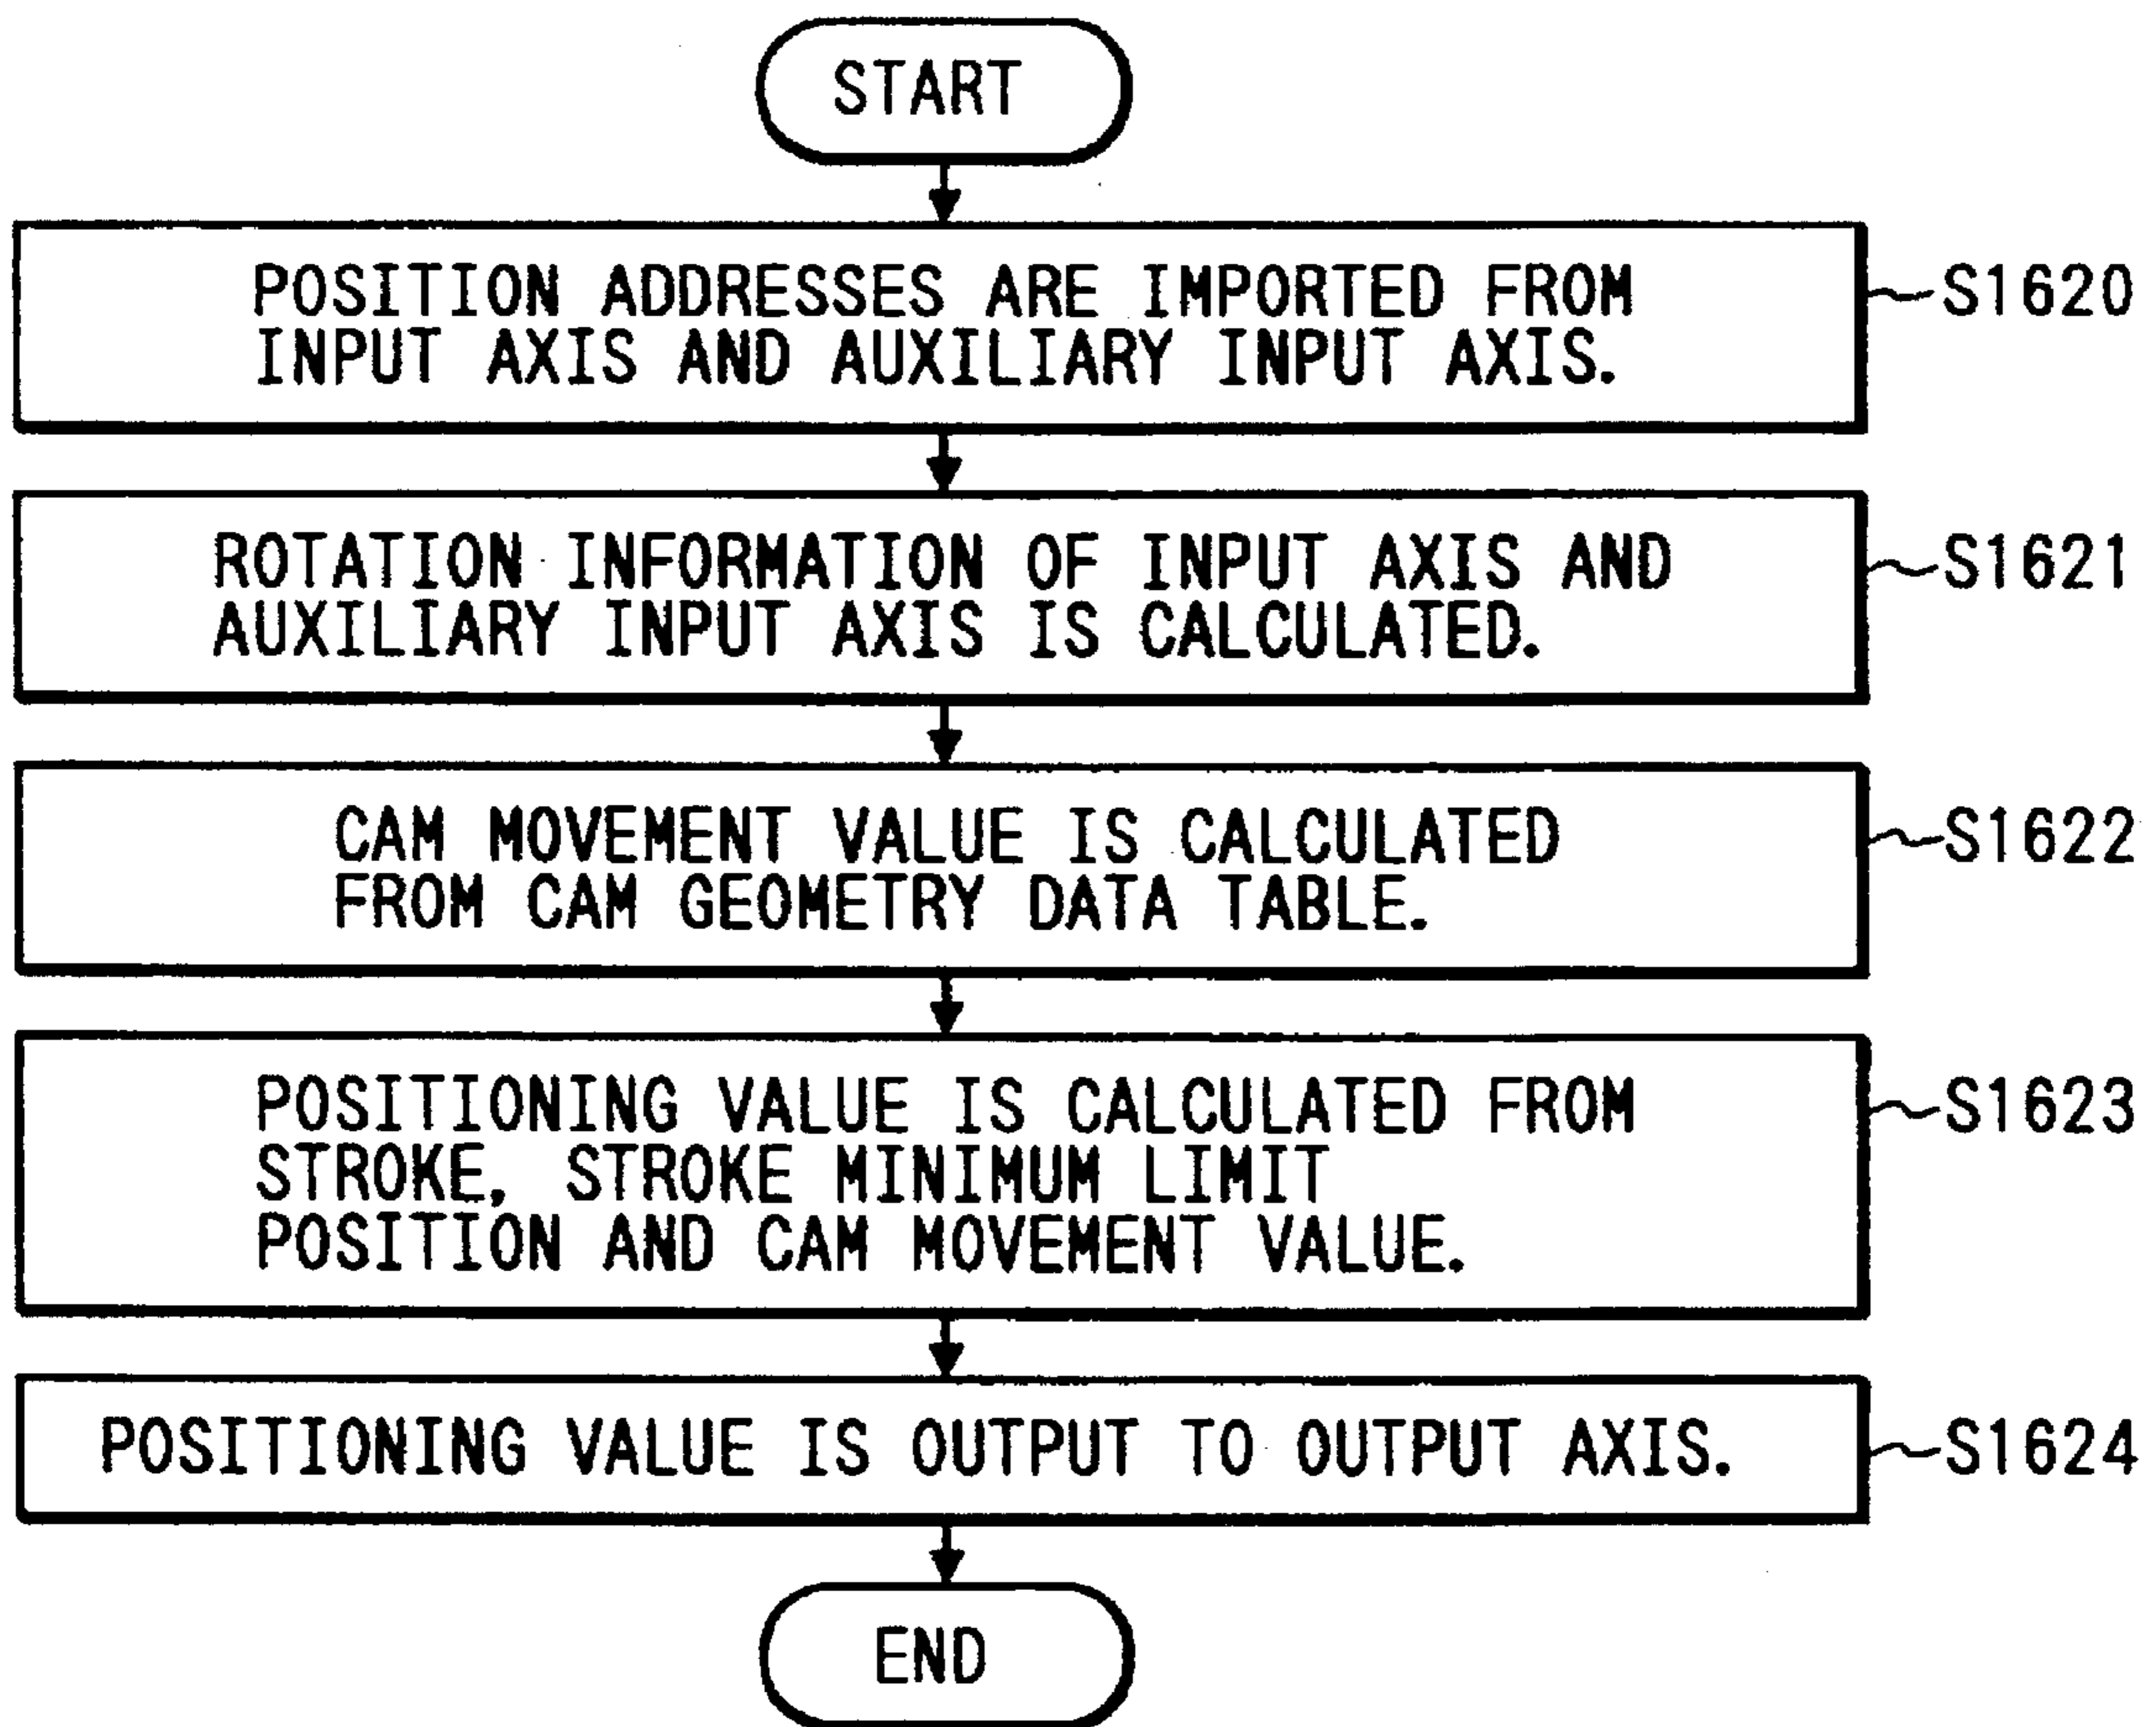 START
POSITION ADDRESSES ARE IMPORTED FROM
INPUT AXIS AND AUXILIARY INPUT AXIS.
S1620
ROTATION INFORMATION OF INPUT AXIS AND
AUXILIARY INPUT AXIS IS CALCULATED.
S1621
CAM MOVEMENT VALUE IS CALCULATED
FROM CAM GEOMETRY DATA TABLE.
S1622
POSITIONING VALUE IS CALCULATED FROM
STROKE, STROKE MINIMUM LIMIT
POSITION AND CAM MOVEMENT VALUE.
S1623
POSITIONING VALUE IS OUTPUT TO OUTPUT AXIS.
S1624
END